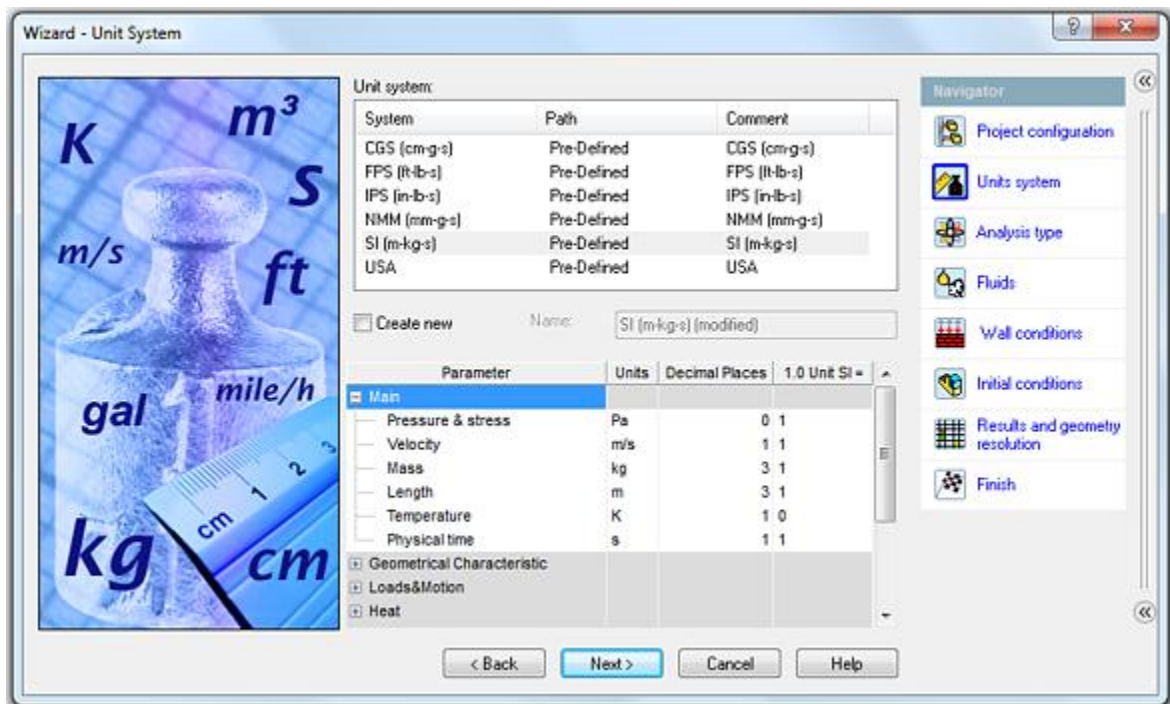 Wizard - Unit System
K
m³
S
m/s
ft
gal
mile/h
kg
cm
1
2
3
cm
Unit system:
System Path Comment
CGS (cm-g-s) Pre-Defined CGS (cm-g-s)
FPS (ft-lb-s) Pre-Defined FPS (ft-lb-s)
IPS (in-lb-s) Pre-Defined IPS (in-lb-s)
NMM (mm-g-s) Pre-Defined NMM (mm-g-s)
SI (m-kg-s) Pre-Defined SI (m-kg-s)
USA Pre-Defined USA
Create new Name: SI (m-kg-s) (modified)
Parameter Units Decimal Places 1.0 Unit SI =
Main
Pressure & stress Pa 0 1
Velocity m/s 1 1
Mass kg 3 1
Length m 3 1
Temperature K 1 0
Physical time s 1 1
Geometrical Characteristic
Loads&Motion
Heat
< Back Next > Cancel Help
Navigator
Project configuration
Units system
Analysis type
Fluids
Wall conditions
Initial conditions
Results and geometry
resolution
Finish